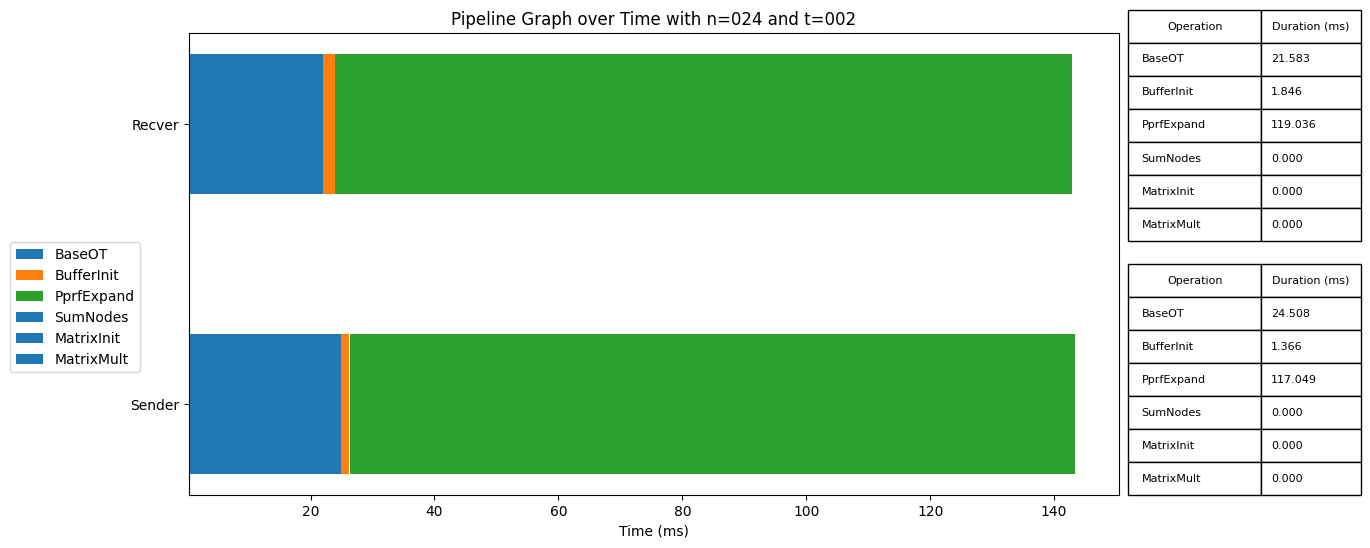 Pipeline Graph over Time with n=024 and t=002
Recver
Sender
BaseOT
BufferInit
PprfExpand
SumNodes
MatrixInit
MatrixMult
20 40 60 80 100 120 140
Time (ms)
Operation Duration (ms)
BaseOT 21.583
BufferInit 1.846
PprfExpand 119.036
SumNodes 0.000
MatrixInit 0.000
MatrixMult 0.000
Operation Duration (ms)
BaseOT 24.508
BufferInit 1.366
PprfExpand 117.049
SumNodes 0.000
MatrixInit 0.000
MatrixMult 0.000